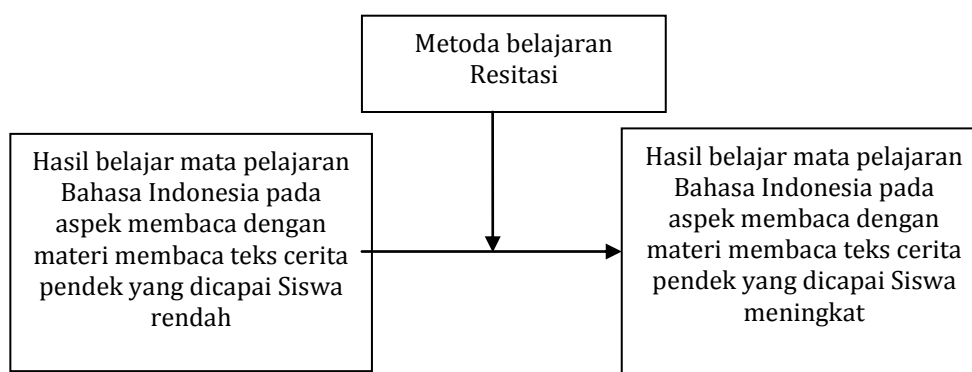 Metoda belajaran
Resitasi
Hasil belajar mata pelajaran
Bahasa Indonesia pada
aspek membaca dengan
materi membaca teks cerita
pendek yang dicapai Siswa
rendah
Hasil belajar mata pelajaran
Bahasa Indonesia pada
aspek membaca dengan
materi membaca teks cerita
pendek yang dicapai Siswa
meningkat